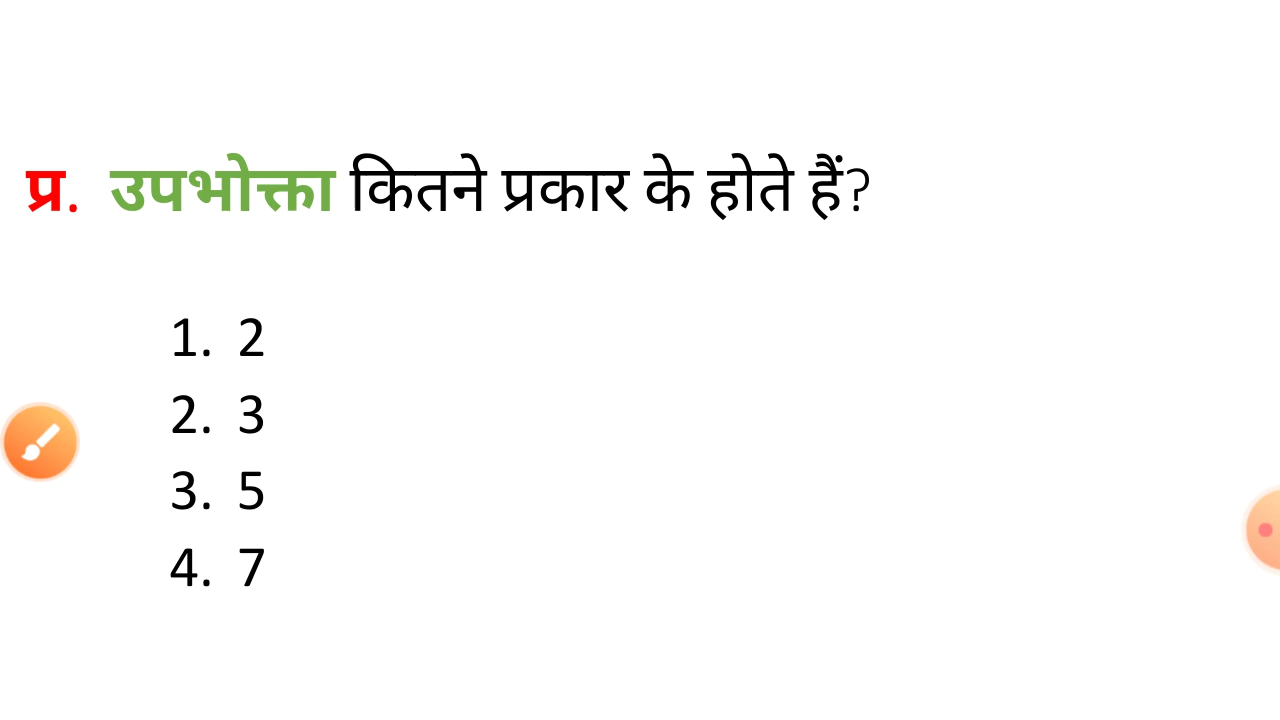 प्र. उपभोक्ता कितने प्रकार के होते हैं?
1. 2
2. 3
3. 5
4. 7